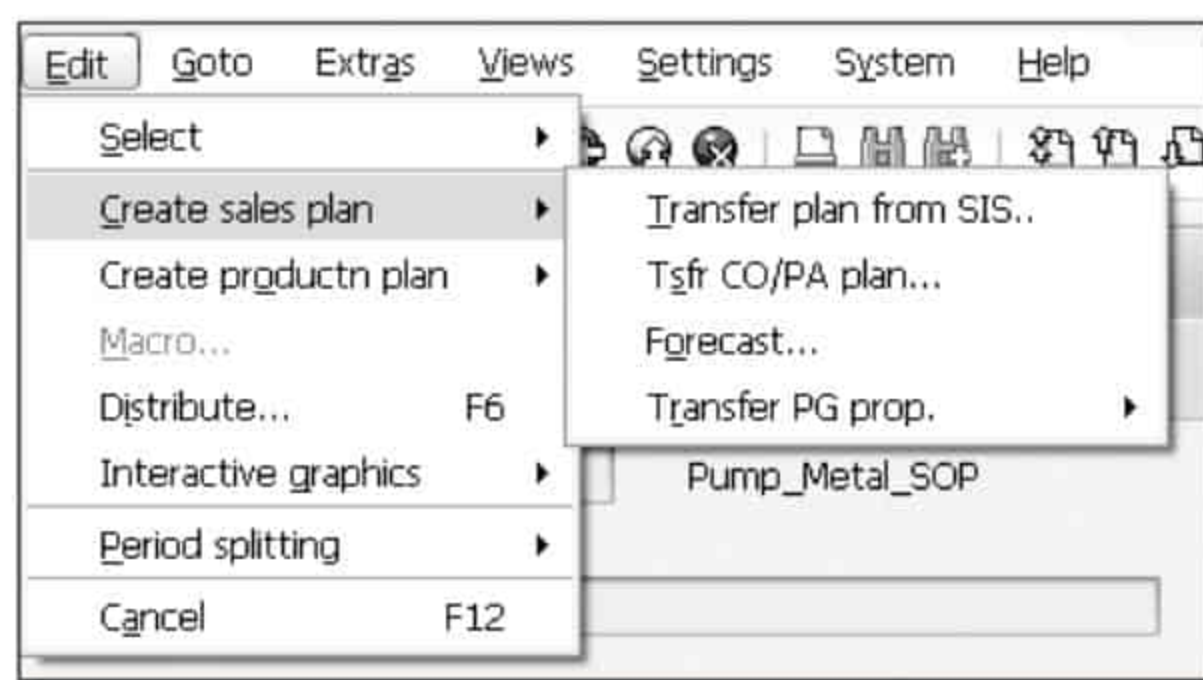 Edit Goto Extras Views Settings System Help
Select
Create sales plan
Create productn plan
Macro...
Distribute... F6
Interactive graphics
Period splitting
Cancel F12
Transfer plan from SIS..
Tsfr CO/PA plan...
Forecast...
Transfer PG prop.
Pump_Metal_SOP